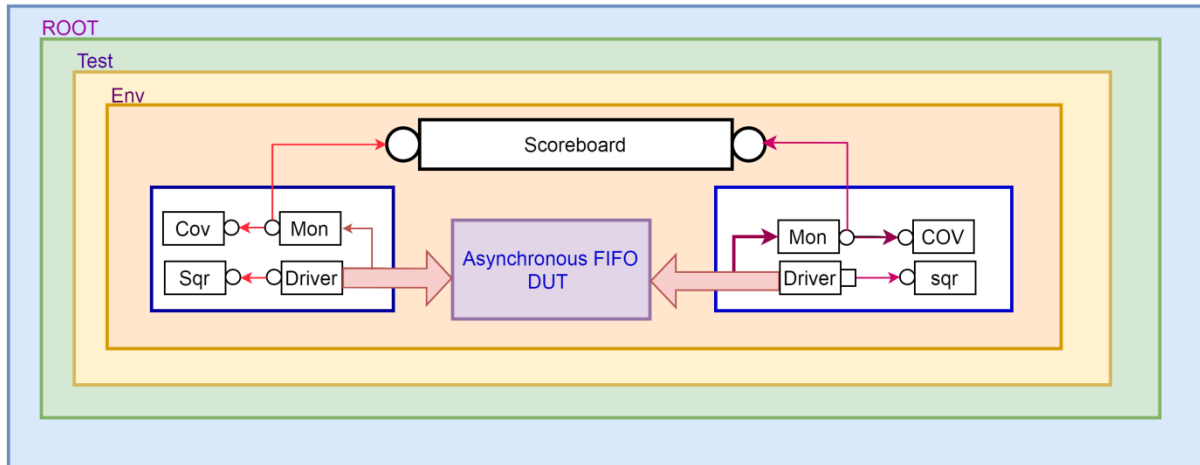 ROOT
Test
Env
Scoreboard
Cov
Mon
Sqr
Driver
Asynchronous FIFO
DUT
Mon
COV
Driver
sqr